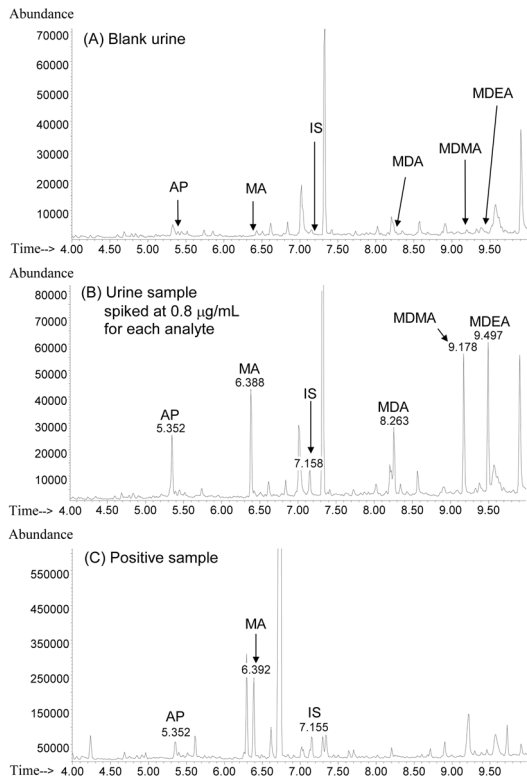 Abundance
(A) Blank urine
70000
60000
50000
40000
30000
20000
10000
AP
MA
IS
MDA
MDMA
MDEA
Time--> 4.00 4.50 5.00 5.50 6.00 6.50 7.00 7.50 8.00 8.50 9.00 9.50
Abundance
(B) Urine sample
spiked at 0.8 μg/mL
for each analyte
80000
70000
60000
50000
40000
30000
20000
10000
AP
5.352
MA
6.388
IS
7.158
MDA
8.263
MDMA
9.178
MDEA
9.497
Time--> 4.00 4.50 5.00 5.50 6.00 6.50 7.00 7.50 8.00 8.50 9.00 9.50
Abundance
(C) Positive sample
550000
450000
350000
250000
150000
50000
AP
5.352
MA
6.392
IS
7.155
Time--> 4.00 4.50 5.00 5.50 6.00 6.50 7.00 7.50 8.00 8.50 9.00 9.50